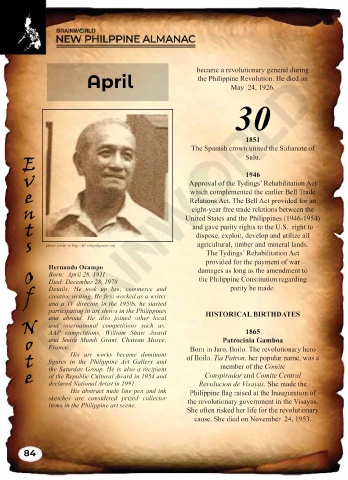 BRAINWORLD
NEW PHILPPINE ALMANAC
April
Events Of Note
Hernando Ocampo
Born: April 28, 1911
Died: December 28, 1978
Details: He took up law, commerce and
creative writing. He first worked as a writer
and a TV director. In the 1950s, he started
participating in art shows in the Philippines
and abroad. He also joined other local
and international competitions such as:
AAP competitions, William Shaw Award
and Smith Mundt Grant, Chateau Musee,
France.
His art works became dominant
figures in the Philippine Art Gallery and
the Saturday Group. He is also a recipient
of the Republic Cultural Award in 1954 and
declared National Artist in 1991.
His abstract nude line pen and ink
sketches are considered prized collector
items in the Philippine art scene.
84
became a revolutionary general during
the Philippine Revolution. He died on
May 24, 1926.
30
1851
The Spanish crown united the Sultanate of
Sulu.
1946
Approval of the Tydings' Rehabilitation Act
which complemented the earlier Bell Trade
Relations Act. The Bell Act provided for an
eight-year free trade relations between the
United States and the Philippines (1946-1954)
and gave parity rights to the U.S. right to
dispose, exploit, develop and utilize all
agricultural, timber and mineral lands.
The Tydings' Rehabilitation Act
provided for the payment of war
damages as long as the amendment to
the Philippine Constitution regarding
parity be made.
HISTORICAL BIRTHDATES
1865
Patrocinia Gamboa
Born in Jaro, Iloilo. The revolutionary hero
of Iloilo. Tia Patron, her popular name, was a
member of the Comite
Conspirador and Comite Central
Revolucion de Visayas. She made the
Philippine flag raised at the Inauguration of
the revolutionary government in the Visayas.
She often risked her life for the revolutionary
cause. She died on November 24, 1953.